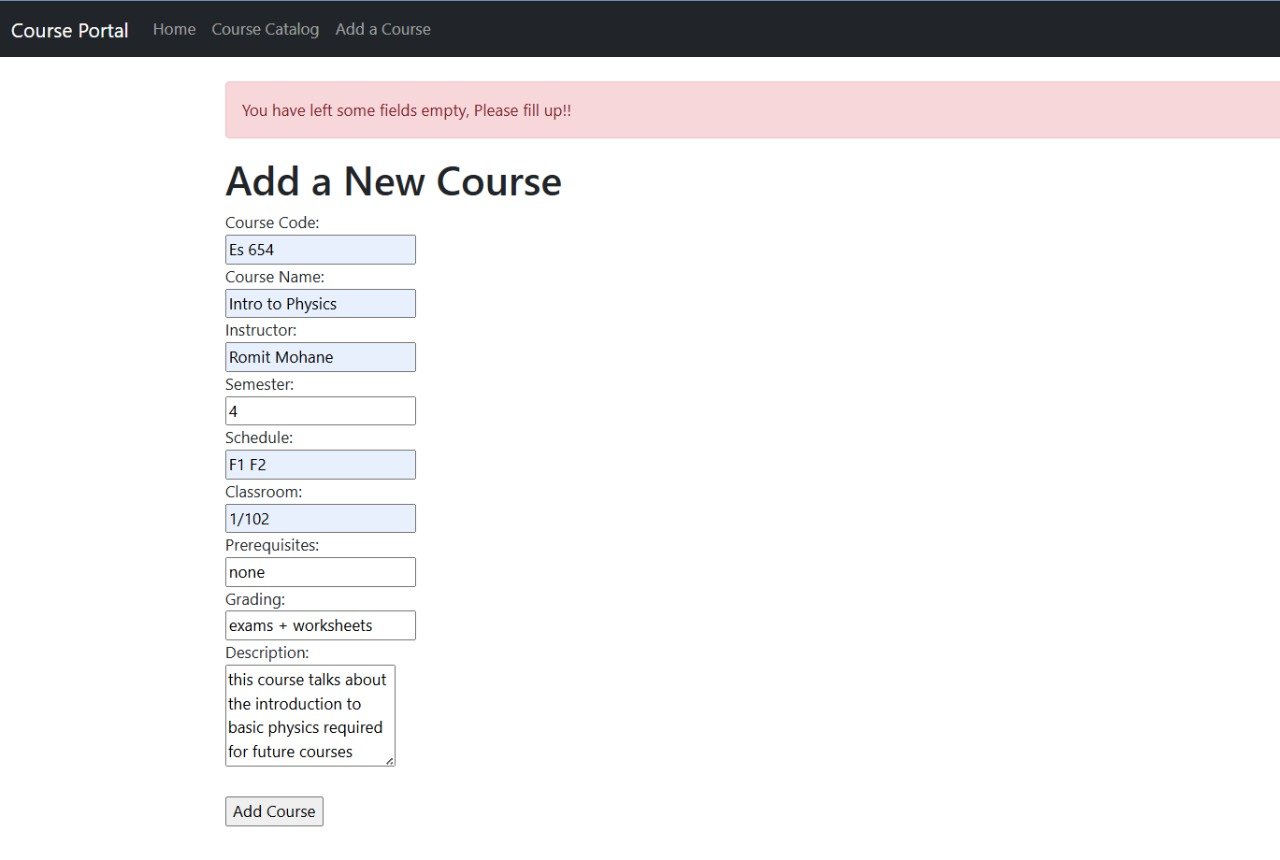 Course Portal Home Course Catalog Add a Course
You have left some fields empty, Please fill up!!
Add a New Course
Course Code:
Es 654
Course Name:
Intro to Physics
Instructor:
Romit Mohane
Semester:
4
Schedule:
F1 F2
Classroom:
1/102
Prerequisites:
none
Grading:
exams + worksheets
Description:
this course talks about
the introduction to
basic physics required
for future courses
Add Course